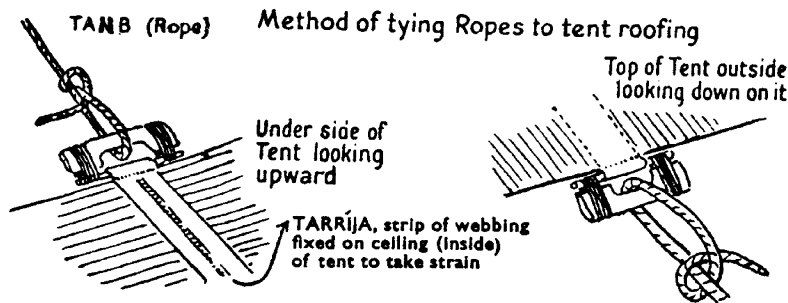 TANB (Rope}
Method of tying Ropes to tent roofing
Top of Tent outside
looking down on it
Under side of
Tent looking
upward
TARRÍJA, strip of webbing
fixed on ceiling (inside)
of tent to take strain